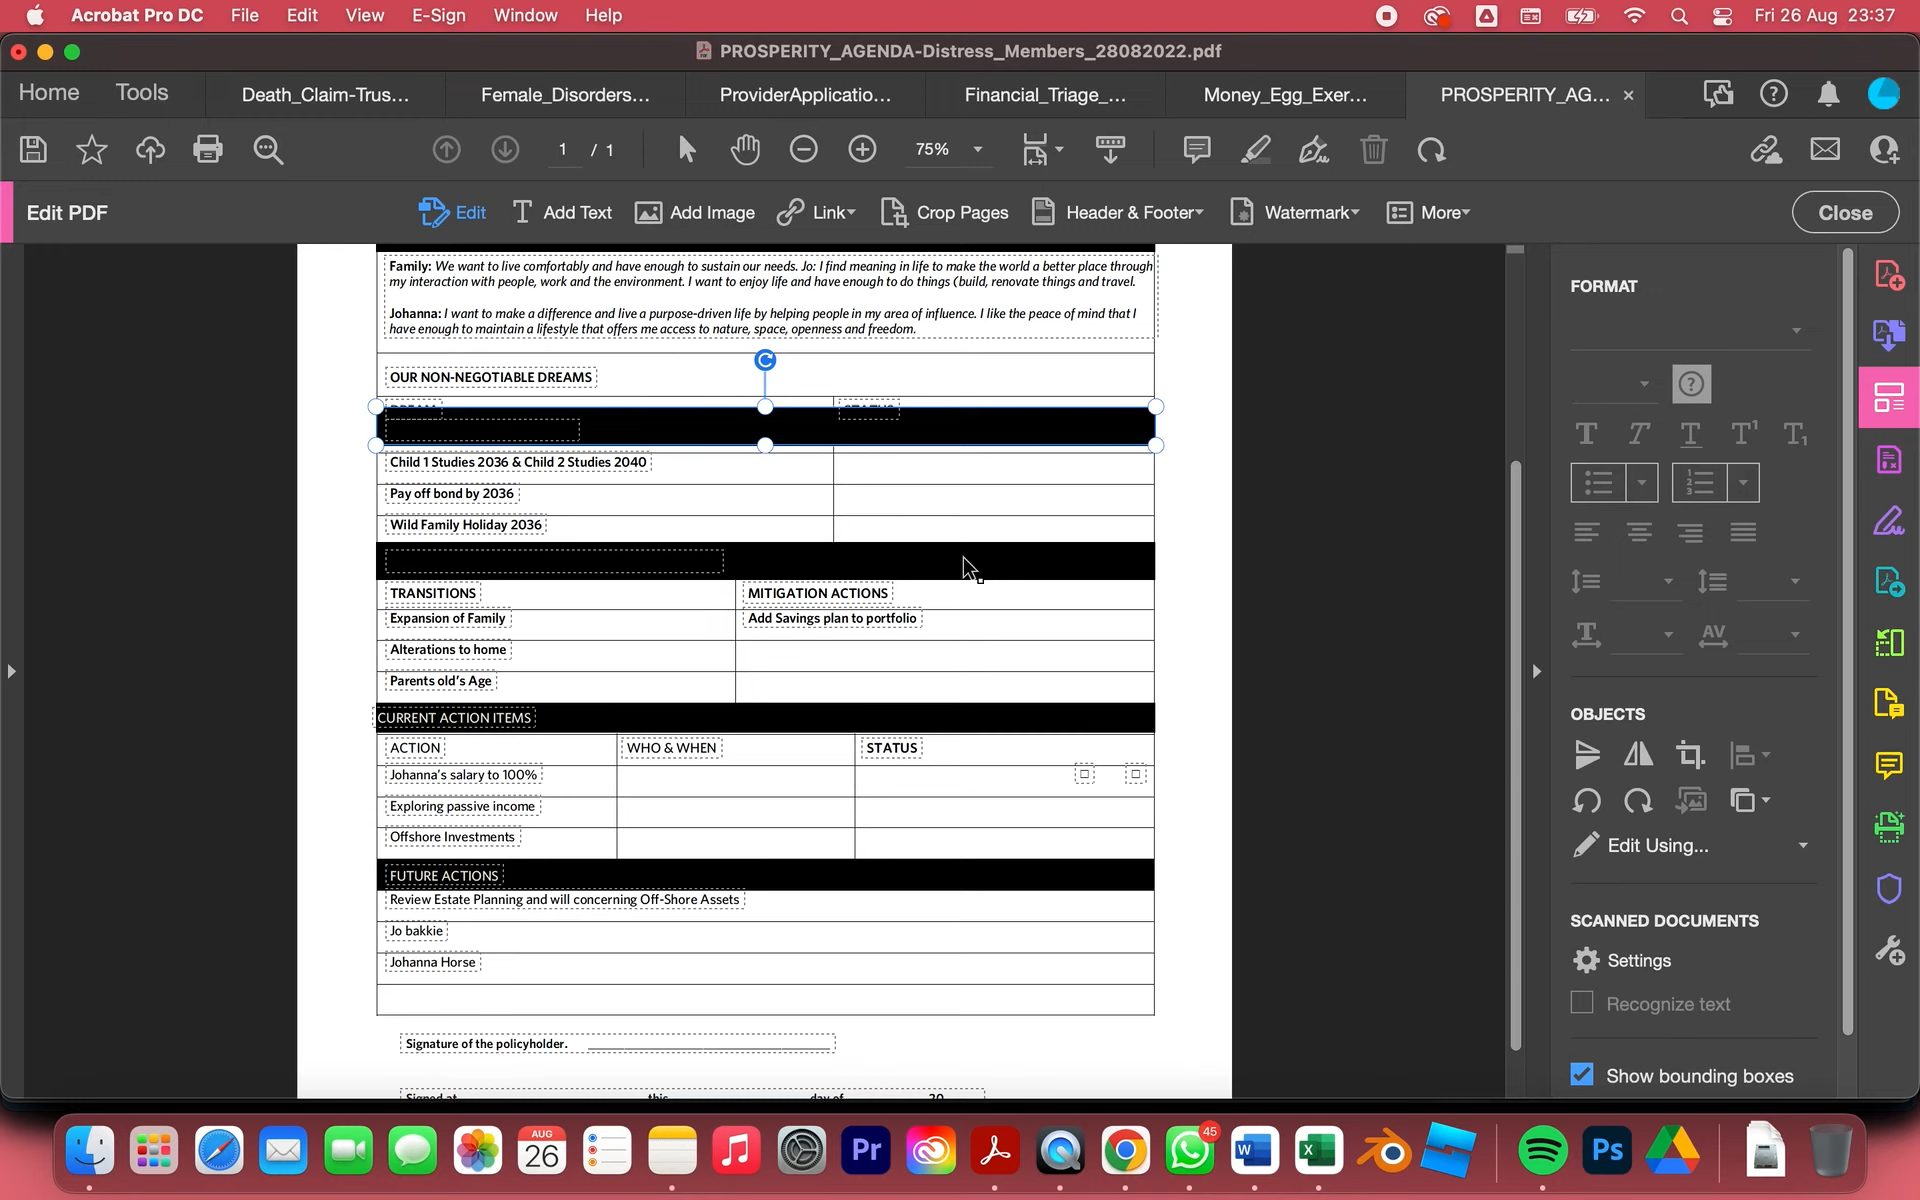 Acrobat Pro DC File Edit View E-Sign Window Help Fri 26 Aug 23:37
PROSPERITY_AGENDA-Distress_Members_28082022.pdf
Home Tools Death_Claim-Trus... Female_Disorders... ProviderApplicatio... Financial_Triage_... Money_Egg_Exer... PROSPERITY_AG...
1 / 1 75%
Edit PDF Edit Add Text Add Image Link Crop Pages Header & Footer Watermark More Close
Family: We want to live comfortably and have enough to sustain our needs. Jo: I find meaning in life to make the world a better place through
my interaction with people, work and the environment. I want to enjoy life and have enough to do things (build, renovate things and travel.
Johanna: I want to make a difference and live a purpose-driven life by helping people in my area of influence. I like the peace of mind that I
have enough to maintain a lifestyle that offers me access to nature, space, openness and freedom.
OUR NON-NEGOTIABLE DREAMS
DREAM STATUS
Child 1 Studies 2036 & Child 2 Studies 2040
Pay off bond by 2036
Wild Family Holiday 2036
TRANSITIONS MITIGATION ACTIONS
Expansion of Family Add Savings plan to portfolio
Alterations to home
Parents old's Age
CURRENT ACTION ITEMS
ACTION WHO & WHEN STATUS
Johanna's salary to 100%
Exploring passive income
Offshore Investments
FUTURE ACTIONS
Review Estate Planning and will concerning Off-Shore Assets
Jo bakkie
Johanna Horse
Signature of the policyholder.
Signed at this day of 20
FORMAT
OBJECTS
Edit Using...
SCANNED DOCUMENTS
Settings
Recognize text
Show bounding boxes
AUG
26
45